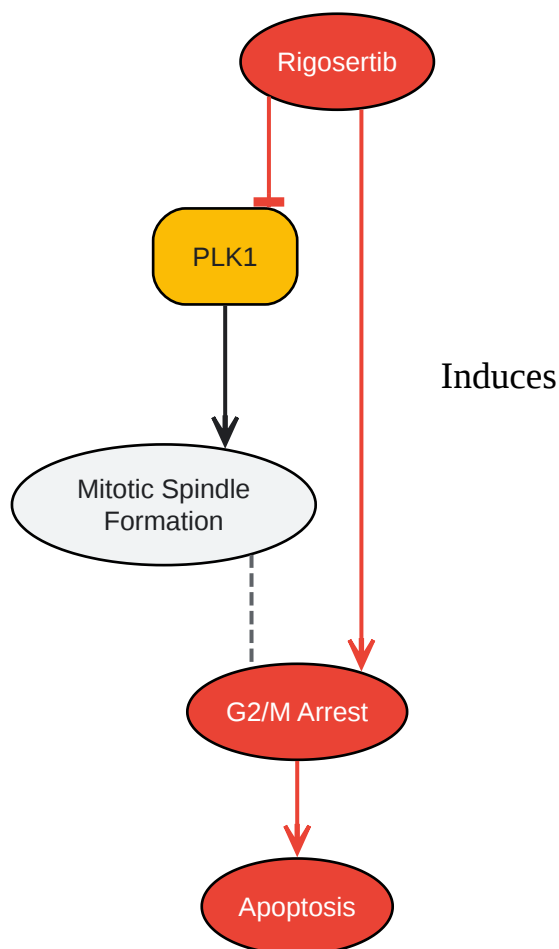 Rigosertib
PLK1
Induces
Mitotic Spindle
Formation
G2/M Arrest
Apoptosis